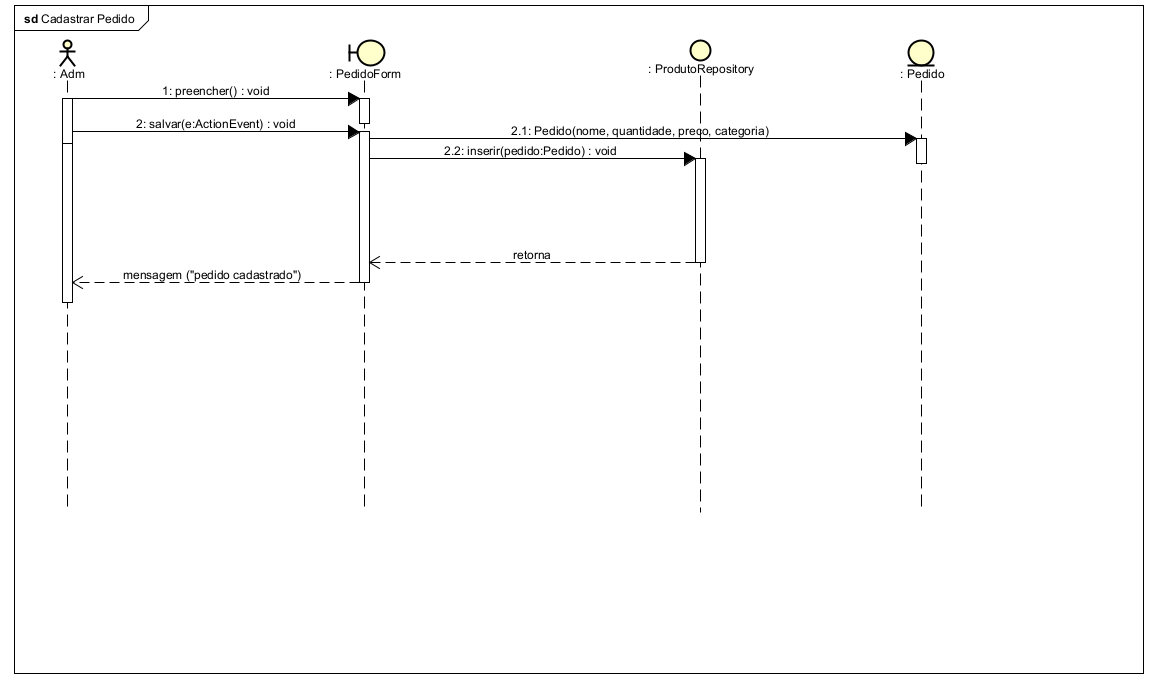 sd Cadastrar Pedido
: Adm
: PedidoForm
: ProdutoRepository
: Pedido
1: preencher() : void
2: salvar(e:ActionEvent) : void
2.1: Pedido(nome, quantidade, preço, categoria)
2.2: inserir(pedido:Pedido) : void
retorna
mensagem ("pedido cadastrado")